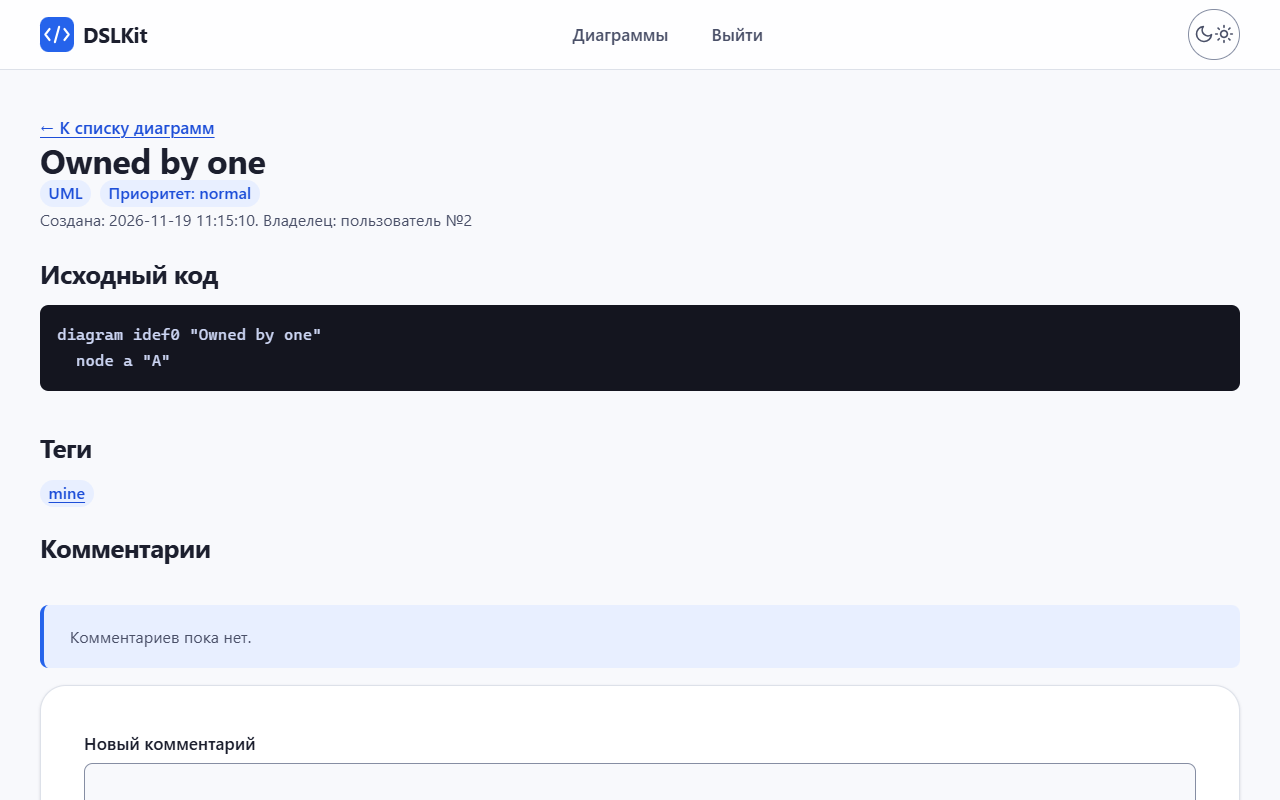 DSLKit
Диаграммы
Выйти
← К списку диаграмм
Owned by one
UML
Приоритет: normal
Создана: 2026-11-19 11:15:10. Владелец: пользователь №2
Исходный код
diagram idef0 "Owned by one"
  node a "A"
Теги
mine
Комментарии
Комментариев пока нет.
Новый комментарий